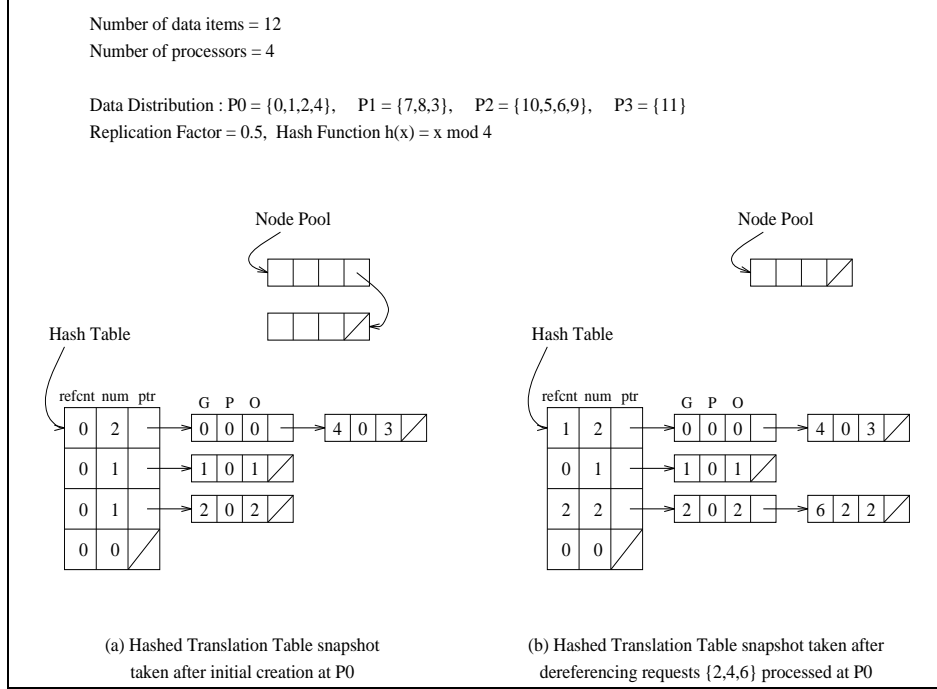 Number of data items = 12
Number of processors = 4
Data Distribution : P0 = {0,1,2,4}, P1 = {7,8,3}, P2 = {10,5,6,9}, P3 = {11}
Replication Factor = 0.5, Hash Function h(x) = x mod 4
Node Pool
Hash Table
refcnt num ptr
G P O
0 2
0 0 0
4 0 3
0 1
1 0 1
0 1
2 0 2
0 0
(a) Hashed Translation Table snapshot
taken after initial creation at P0
Node Pool
Hash Table
refcnt num ptr
G P O
1 2
0 0 0
4 0 3
0 1
1 0 1
2 2
2 0 2
6 2 2
0 0
(b) Hashed Translation Table snapshot taken after
dereferencing requests {2,4,6} processed at P0